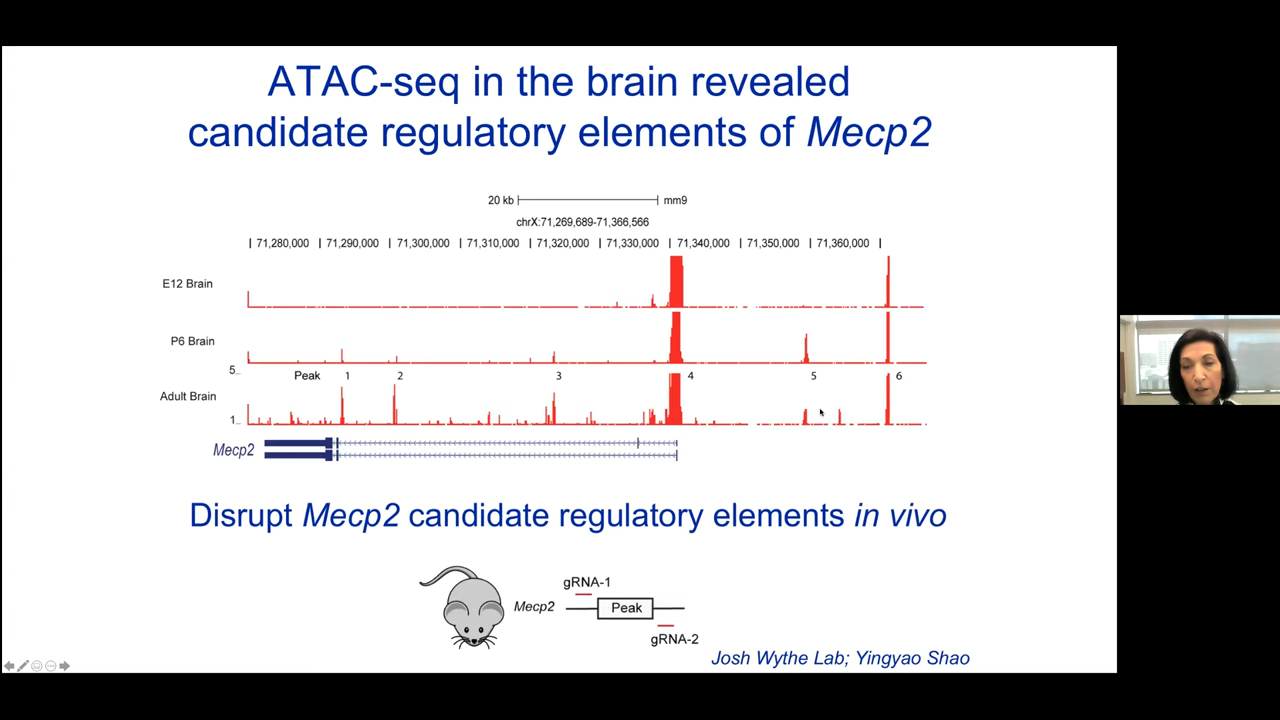 ATAC-seq in the brain revealed
candidate regulatory elements of Mecp2
20 kb mm9
chrX:71,269,689-71,366,566
71,280,000 71,290,000 71,300,000 71,310,000 71,320,000 71,330,000 71,340,000 71,350,000 71,360,000
E12 Brain
P6 Brain
5
Peak 1 2 3 4 5 6
Adult Brain
1
Mecp2
Disrupt Mecp2 candidate regulatory elements in vivo
gRNA-1
Mecp2 Peak
gRNA-2
Josh Wythe Lab; Yingyao Shao